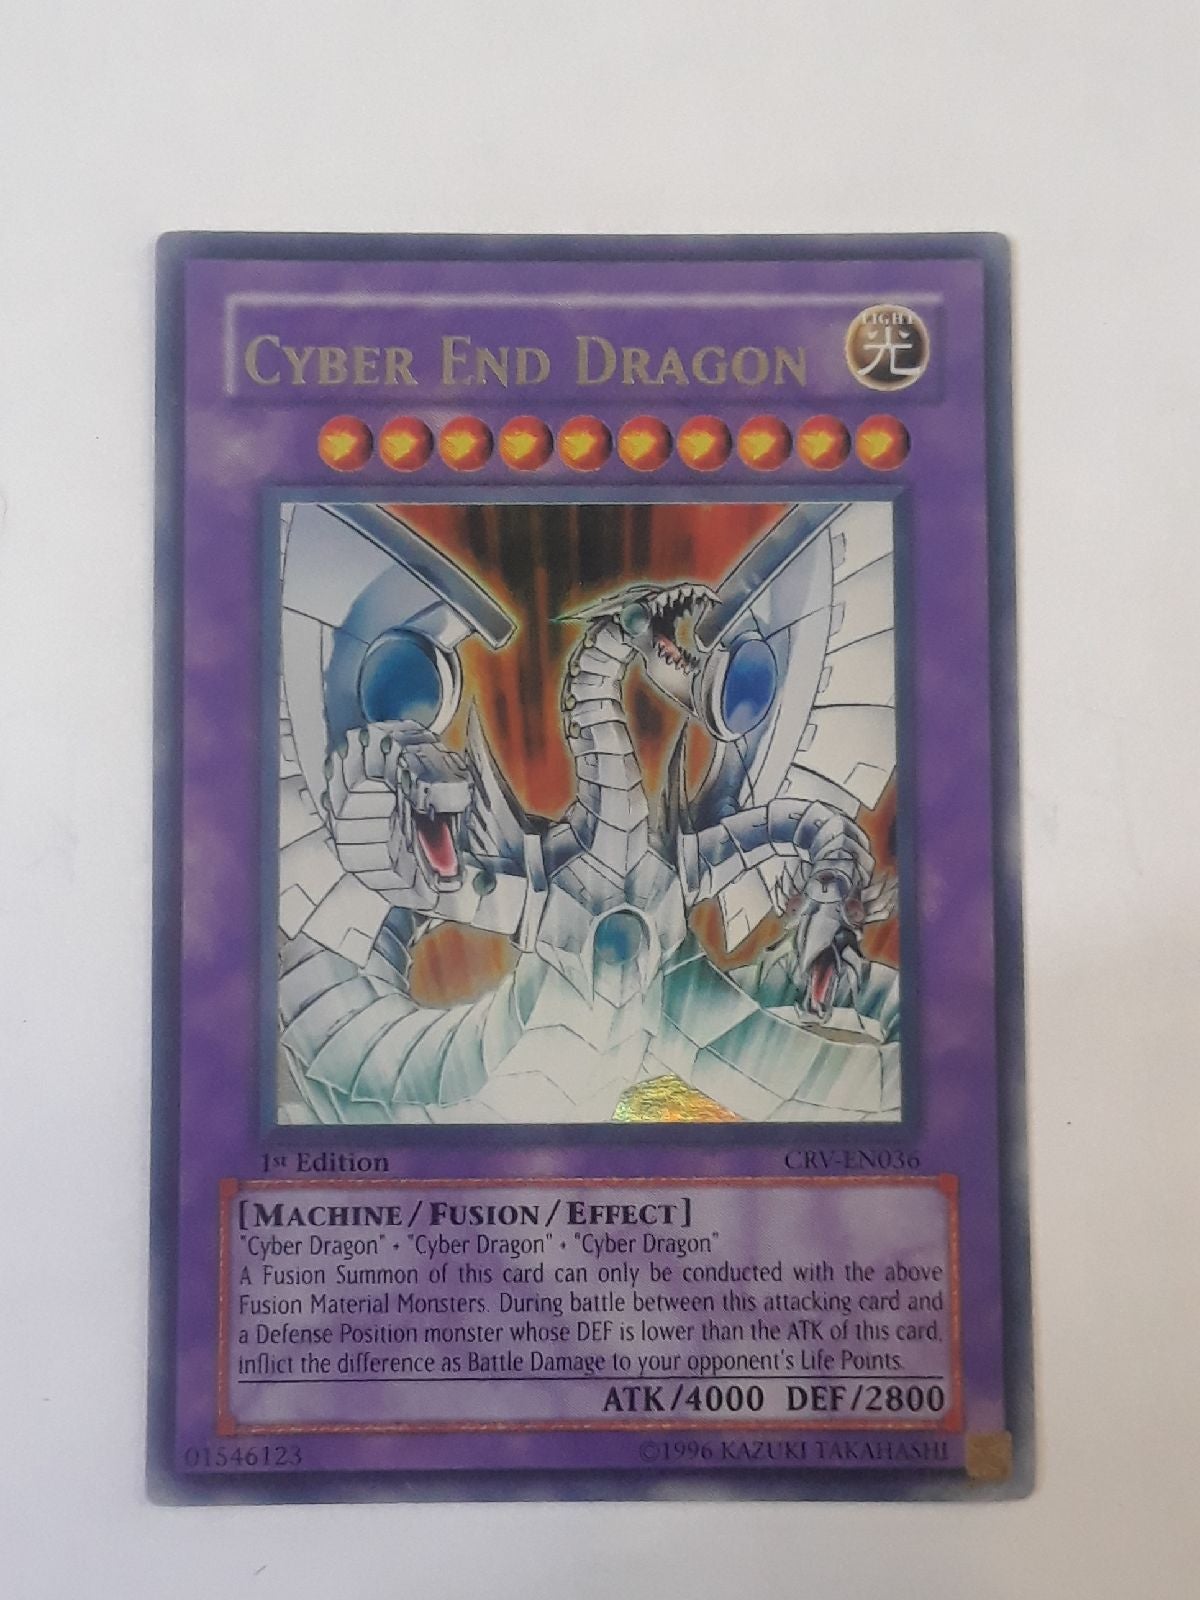 CYBER END DRAGON
LIGHT
光
1st Edition
CRV-EN036
[MACHINE/FUSION/EFFECT]
"Cyber Dragon" + "Cyber Dragon" + "Cyber Dragon"
A Fusion Summon of this card can only be conducted with the above
Fusion Material Monsters. During battle between this attacking card and
a Defense Position monster whose DEF is lower than the ATK of this card,
inflict the difference as Battle Damage to your opponent's Life Points.
ATK/4000 DEF/2800
01546123
©1996 KAZUKI TAKAHASHI